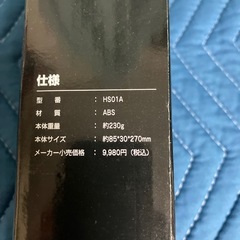 仕様
型　番 : HS01A
材　質 : ABS
本体重量 : 約230g
本体サイズ : 約85*30*270mm
メーカー小売価格 : 9,980円（税込）